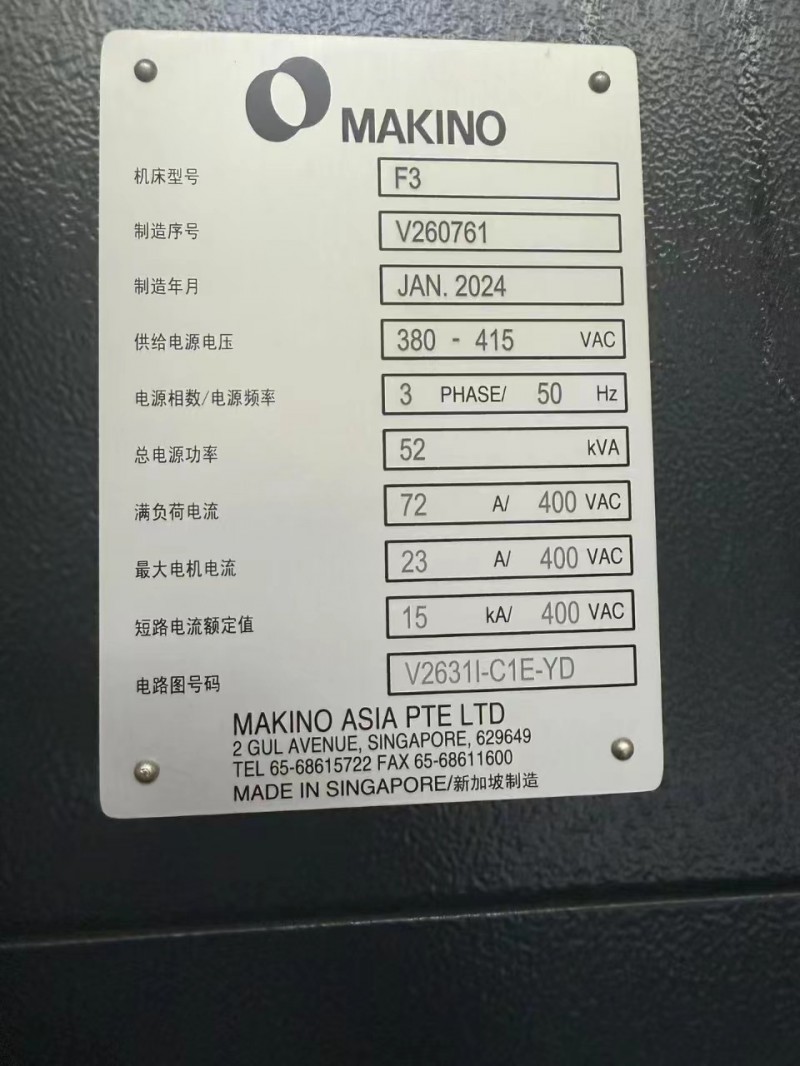 MAKINO
机床型号 F3
制造序号 V260761
制造年月 JAN. 2024
供给电源电压 380 - 415 VAC
电源相数/电源频率 3 PHASE/ 50 Hz
总电源功率 52 kVA
满负荷电流 72 A/ 400 VAC
最大电机电流 23 A/ 400 VAC
短路电流额定值 15 kA/ 400 VAC
电路图号码 V2631I-C1E-YD
MAKINO ASIA PTE LTD
2 GUL AVENUE, SINGAPORE, 629649
TEL 65-68615722 FAX 65-68611600
MADE IN SINGAPORE/新加坡制造